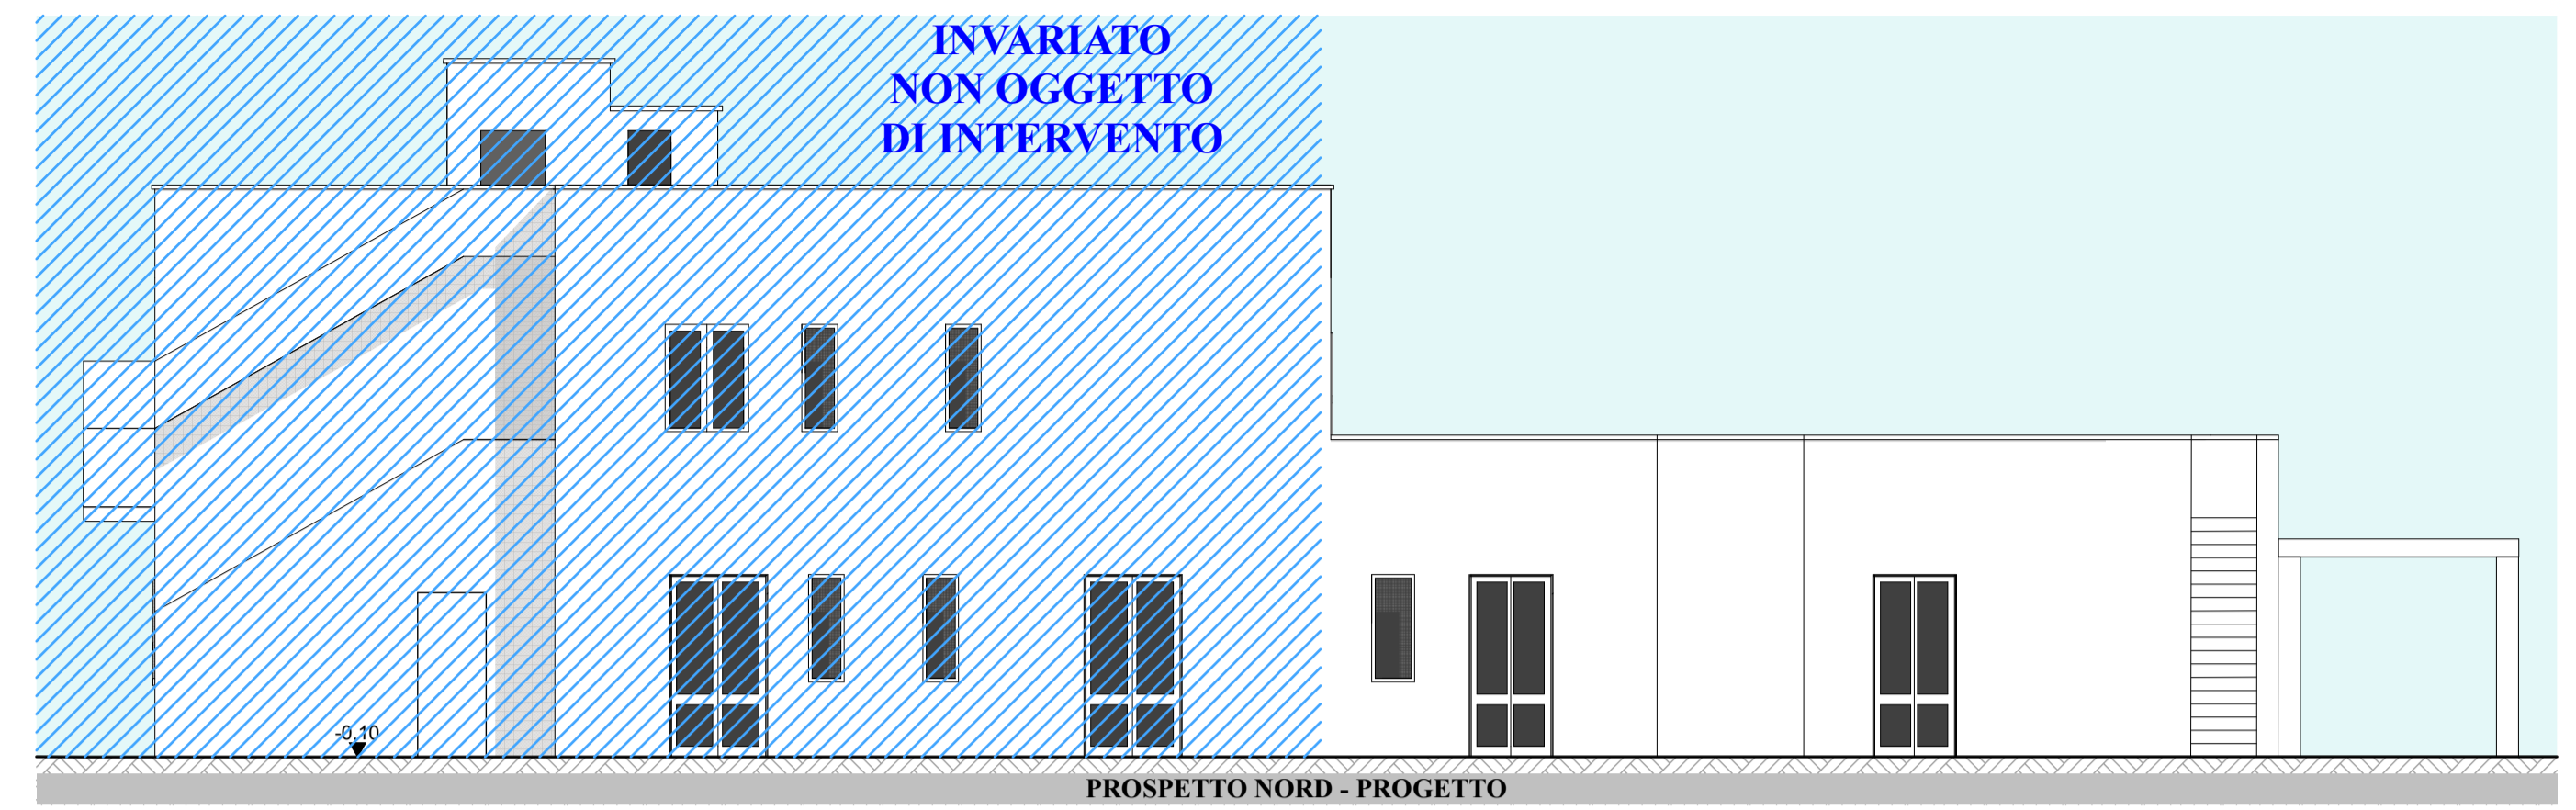 INVARIATO
NON OGGETTO
DI INTERVENTO
-0.10
PROSPETTO NORD - PROGETTO